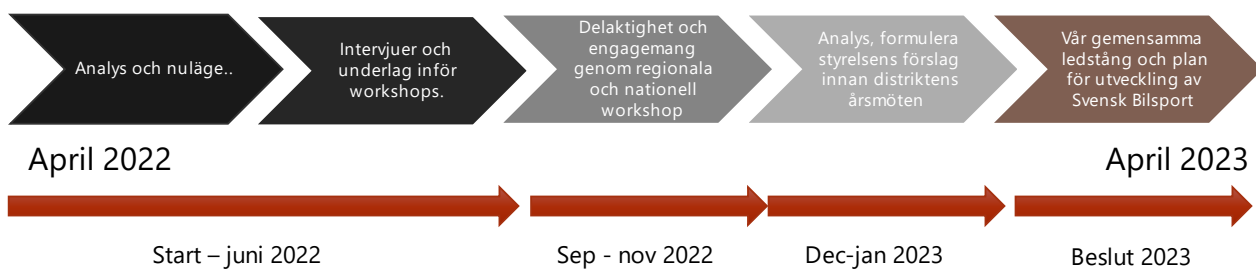 Analys och nuläge..
Intervjuer och
underlag inför
workshops.
Delaktighet och
engagemang
genom regionala
och nationell
workshop
Analys, formulera
styrelsens förslag
innan distriktens
årsmöten
Vår gemensamma
ledstång och plan
för utveckling av
Svensk Bilsport
April 2022
April 2023
Start – juni 2022
Sep - nov 2022
Dec-jan 2023
Beslut 2023